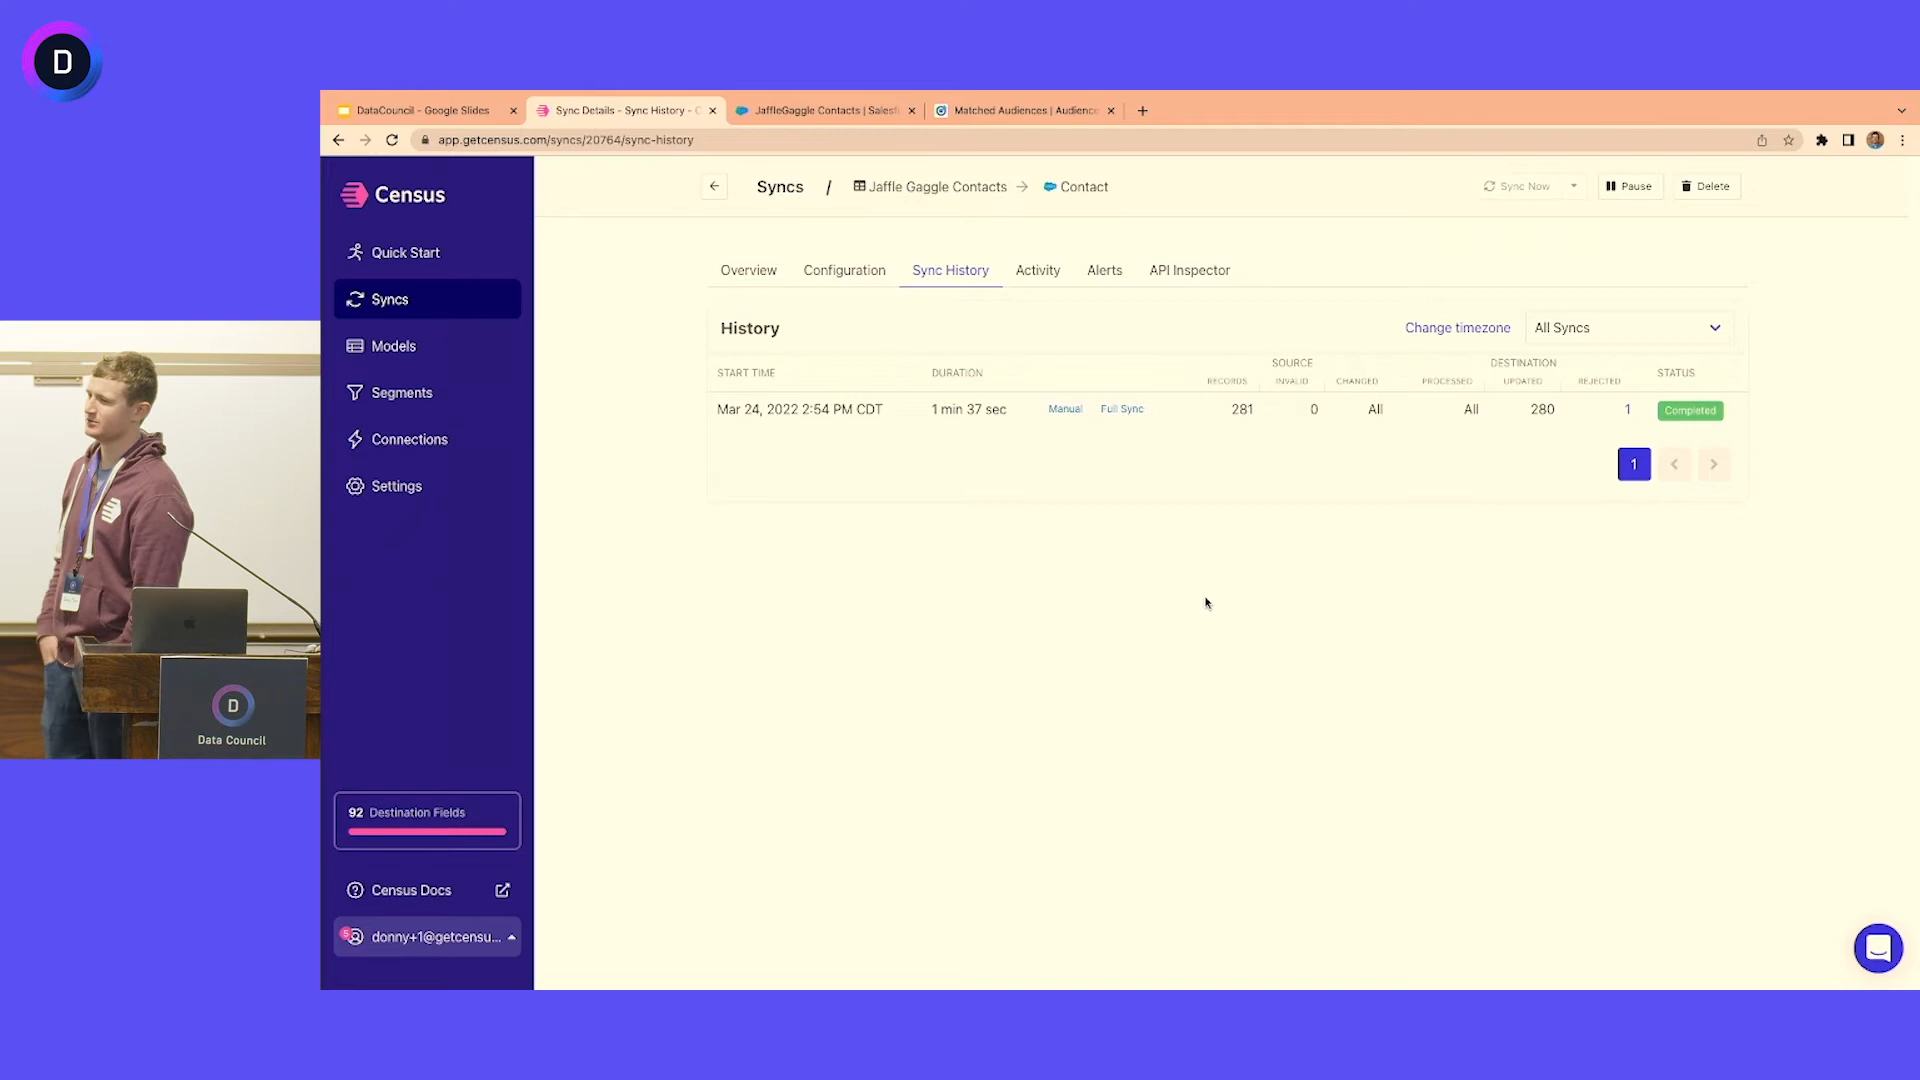 D
DataCouncil - Google Slides
Sync Details - Sync History - C
JaffleGaggle Contacts | Salesf
Matched Audiences | Audience
app.getcensus.com/syncs/20764/sync-history
Census
Quick Start
Syncs
Models
Segments
Connections
Settings
92 Destination Fields
Census Docs
5 donny+1@getcensu...
Syncs / Jaffle Gaggle Contacts → Contact
Sync Now
Pause
Delete
Overview Configuration Sync History Activity Alerts API Inspector
History
Change timezone
All Syncs
SOURCE DESTINATION
START TIME DURATION RECORDS INVALID CHANGED PROCESSED UPDATED REJECTED STATUS
Mar 24, 2022 2:54 PM CDT 1 min 37 sec Manual Full Sync 281 0 All All 280 1 Completed
1
D
Data Council